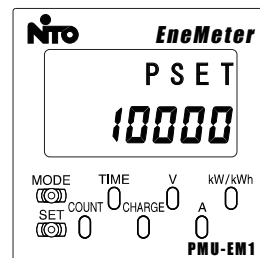 NiTO EneMeter
PSET
10000
MODE TIME V kW/kWh
SET COUNT CHARGE A
PMU-EM1